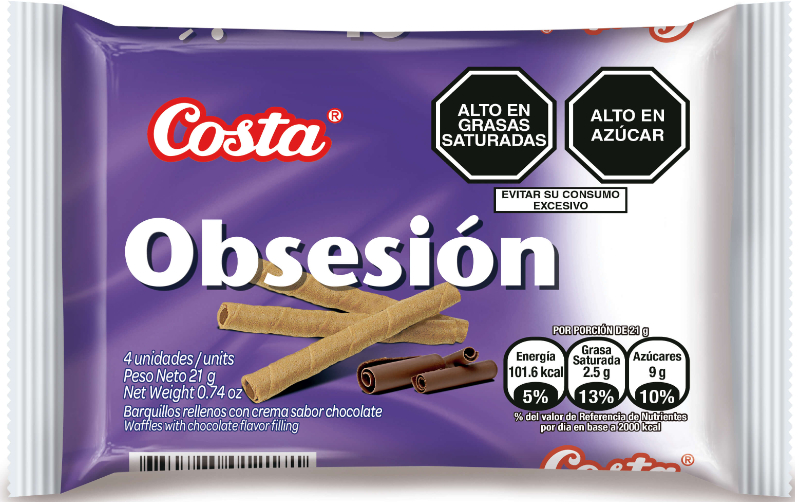 Costa®
ALTO EN
GRASAS
SATURADAS
ALTO EN
AZÚCAR
EVITAR SU CONSUMO
EXCESIVO
Obsesión
4 unidades / units
Peso Neto 21 g
Net Weight 0.74 oz
Barquillos rellenos con crema sabor chocolate
Waffles with chocolate flavor filling
POR PORCIÓN DE 21 g
Energía
101.6 kcal
5%
Grasa
Saturada
2.5 g
13%
Azúcares
9 g
10%
% del valor de Referencia de Nutrientes
por día en base a 2000 kcal
Costa®